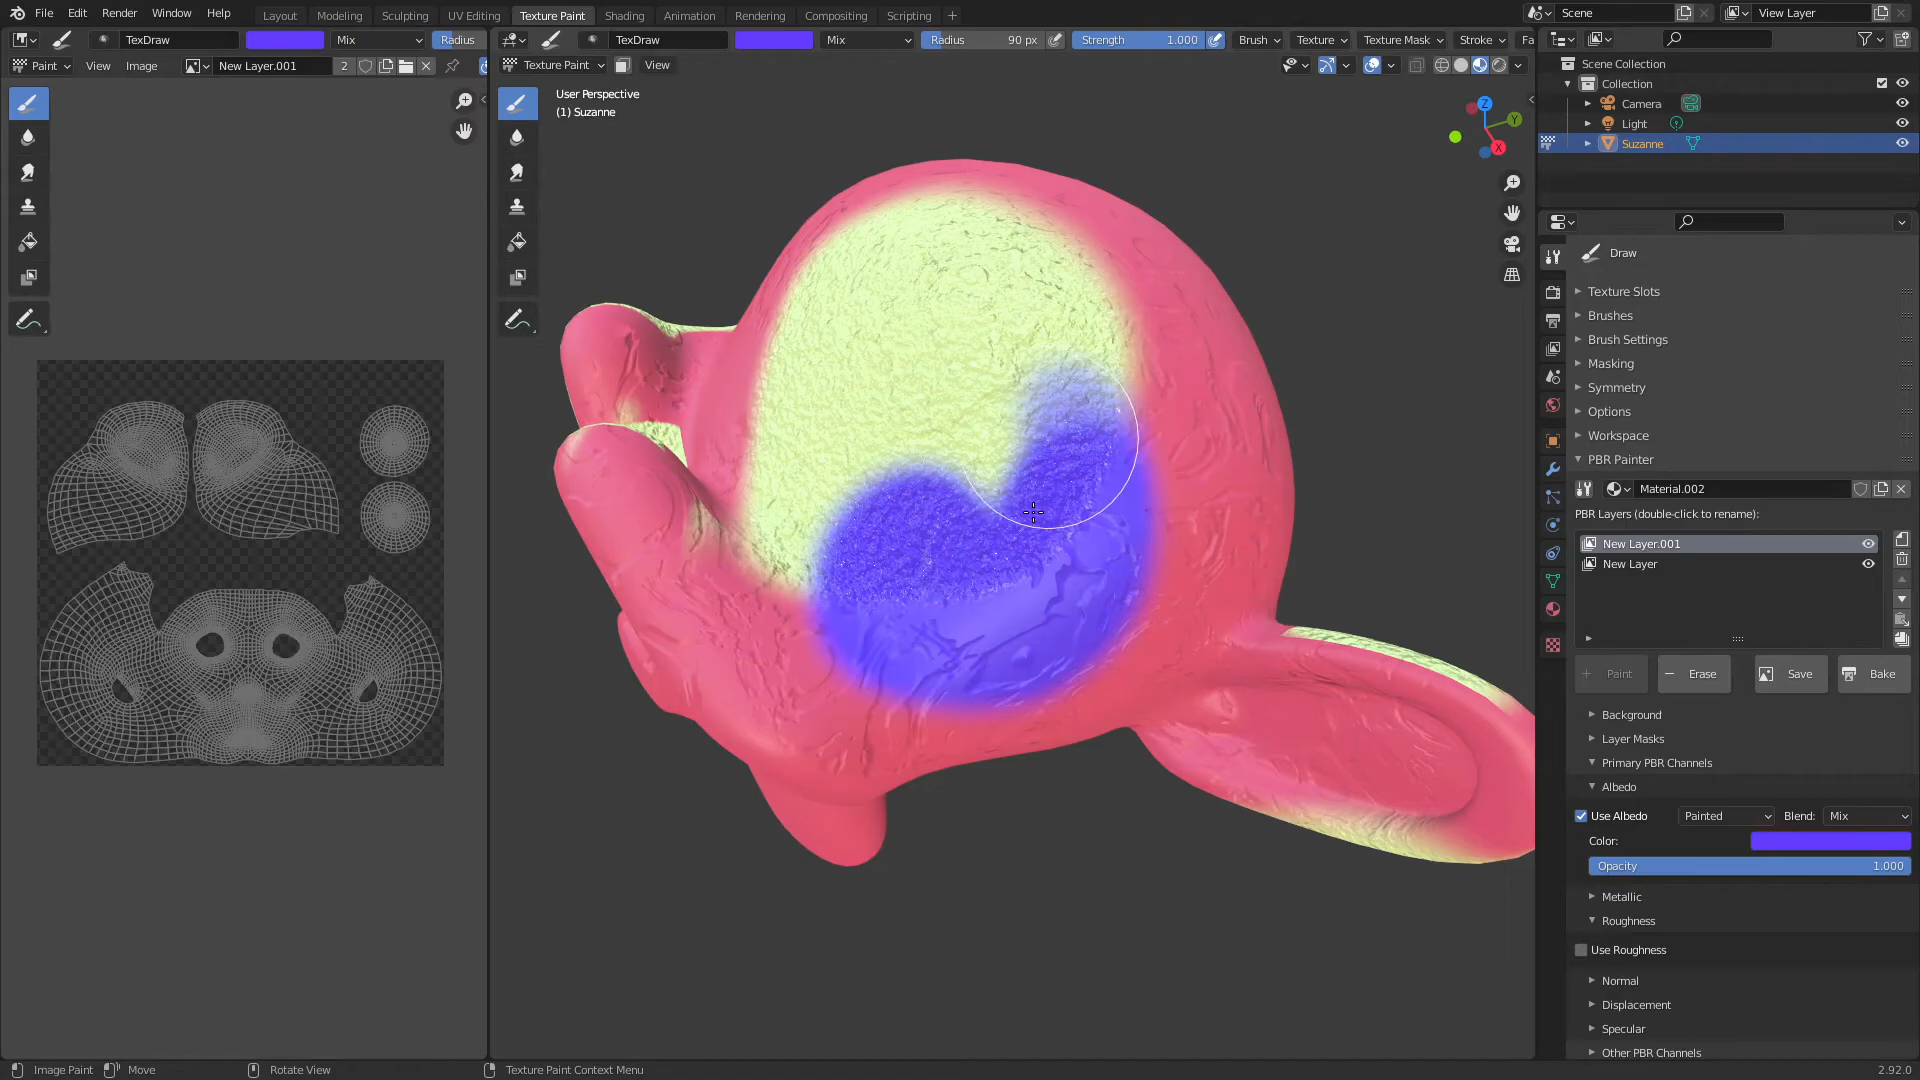 File Edit Render Window Help Layout Modeling Sculpting UV Editing Texture Paint Shading Animation Rendering Compositing Scripting + Scene View Layer
TexDraw Mix Radius TexDraw Mix Radius 90 px Strength 1.000 Brush Texture Texture Mask Stroke Fa
Paint View Image New Layer.001 2 Texture Paint View
User Perspective
(1) Suzanne
Z
Y
X
Scene Collection
Collection
Camera
Light
Suzanne
Draw
Texture Slots
Brushes
Brush Settings
Masking
Symmetry
Options
Workspace
PBR Painter
Material.002
PBR Layers (double-click to rename):
New Layer.001
New Layer
Paint Erase Save Bake
Background
Layer Masks
Primary PBR Channels
Albedo
Use Albedo Painted Blend: Mix
Color:
Opacity 1.000
Metallic
Roughness
Use Roughness
Normal
Displacement
Specular
Other PBR Channels
Image Paint Move Rotate View Texture Paint Context Menu 2.92.0